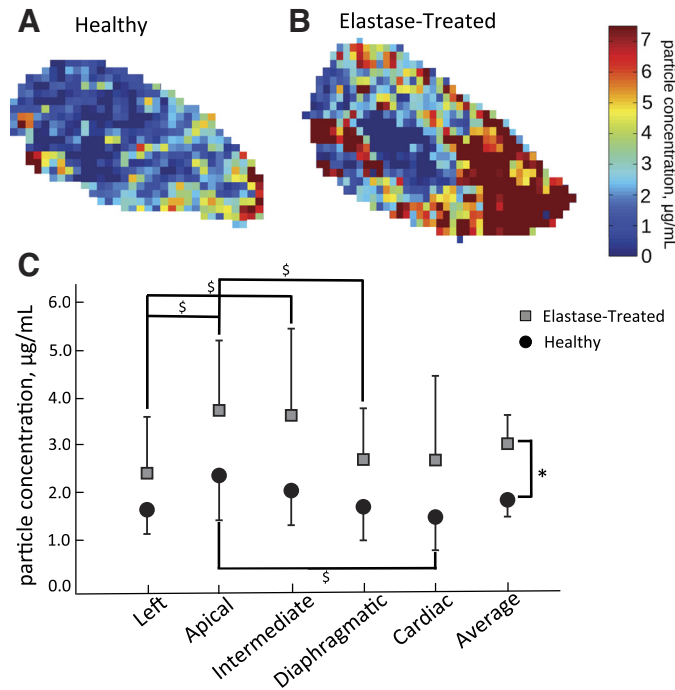 A
Healthy
B
Elastase-Treated
7
6
5
4
3
2
1
0
particle concentration, µg/mL
C
particle concentration, µg/mL
6.0
5.0
4.0
3.0
2.0
1.0
0.0
$
$
$
$
*
Elastase-Treated
Healthy
Left
Apical
Intermediate
Diaphragmatic
Cardiac
Average